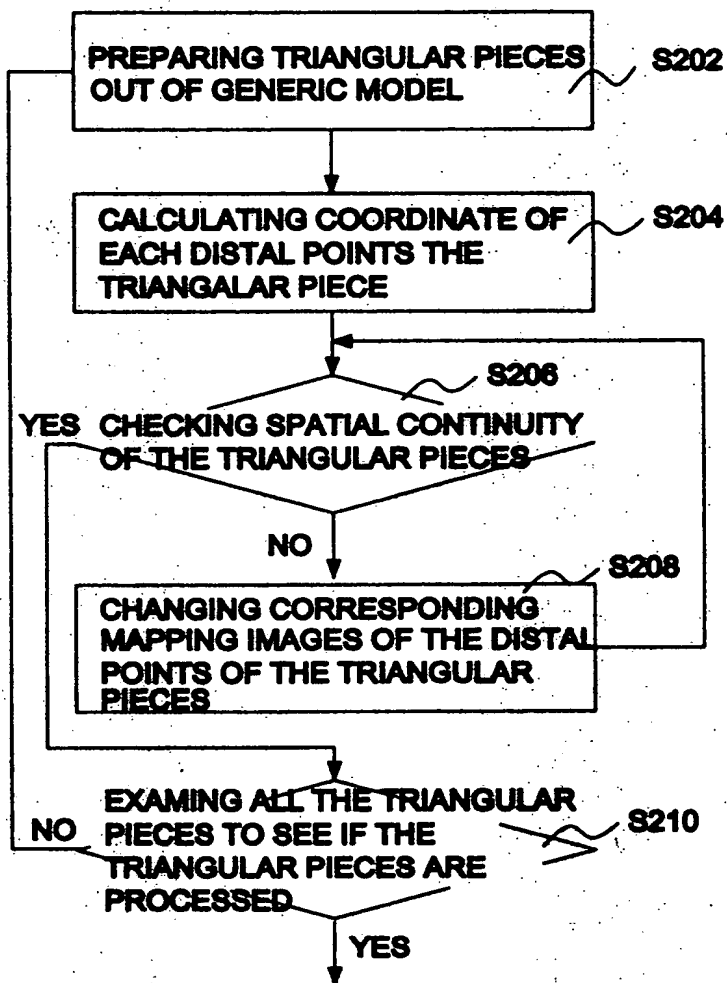 PREPARING TRIANGULAR PIECES
OUT OF GENERIC MODEL
S202
CALCULATING COORDINATE OF
EACH DISTAL POINTS THE
TRIANGALAR PIECE
S204
S206
YES
CHECKING SPATIAL CONTINUITY
OF THE TRIANGULAR PIECES
NO
S208
CHANGING CORRESPONDING
MAPPING IMAGES OF THE DISTAL
POINTS OF THE TRIANGULAR
PIECES
EXAMING ALL THE TRIANGULAR
PIECES TO SEE IF THE
TRIANGULAR PIECES ARE
PROCESSED
NO
S210
YES